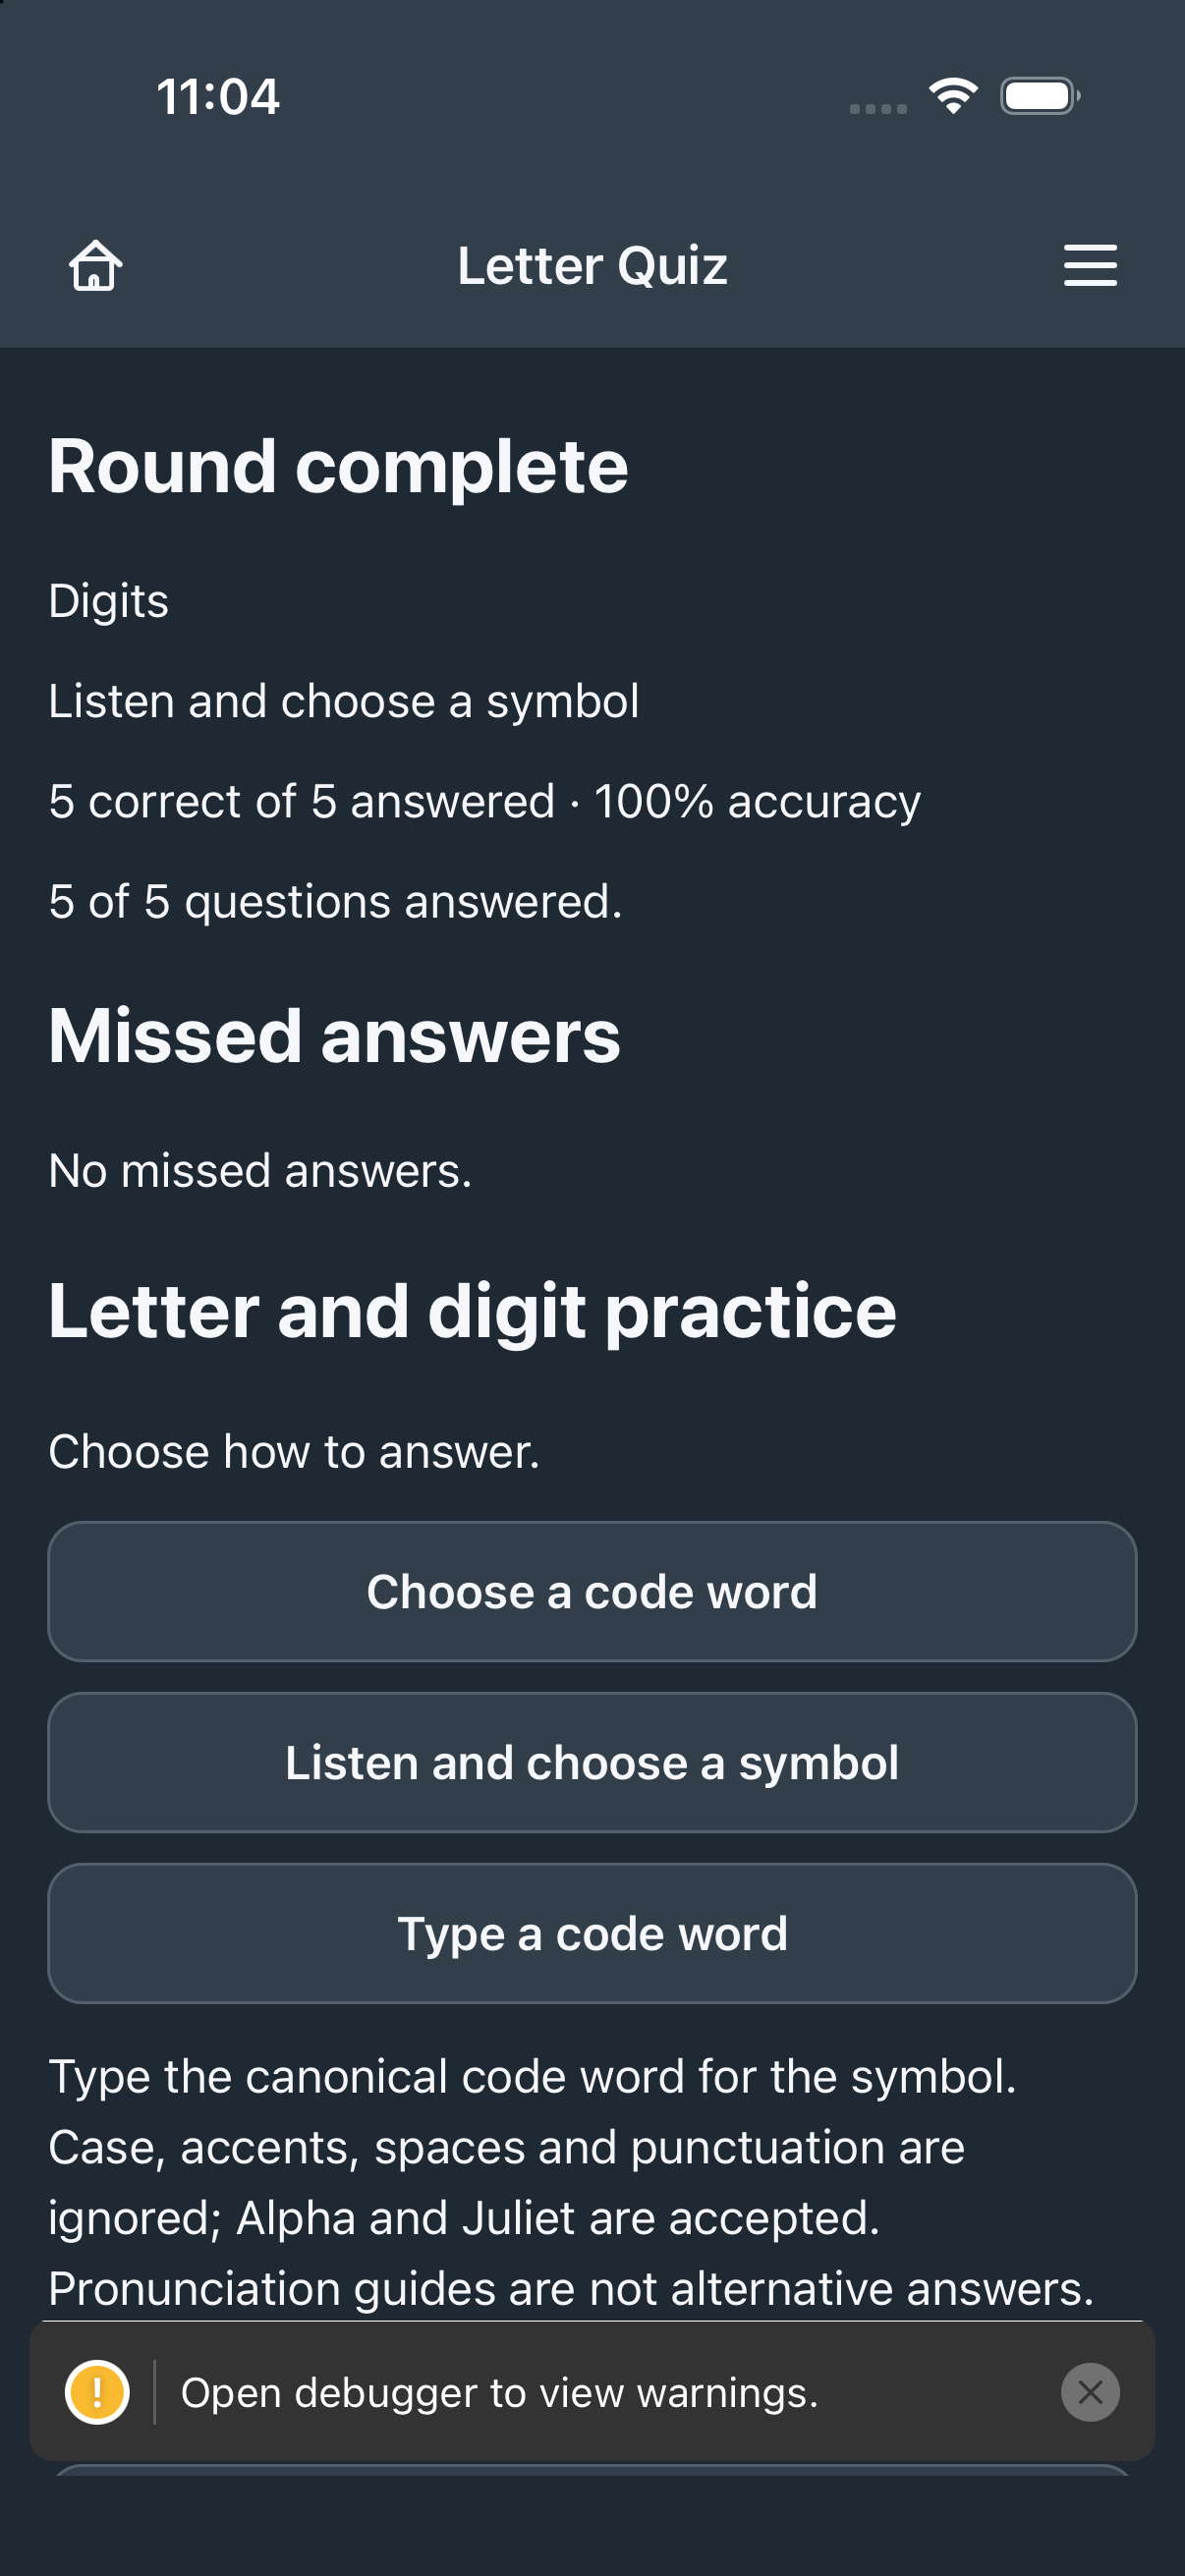 11:04
Letter Quiz
Round complete
Digits
Listen and choose a symbol
5 correct of 5 answered · 100% accuracy
5 of 5 questions answered.
Missed answers
No missed answers.
Letter and digit practice
Choose how to answer.
Choose a code word
Listen and choose a symbol
Type a code word
Type the canonical code word for the symbol.
Case, accents, spaces and punctuation are
ignored; Alpha and Juliet are accepted.
Pronunciation guides are not alternative answers.
Open debugger to view warnings.